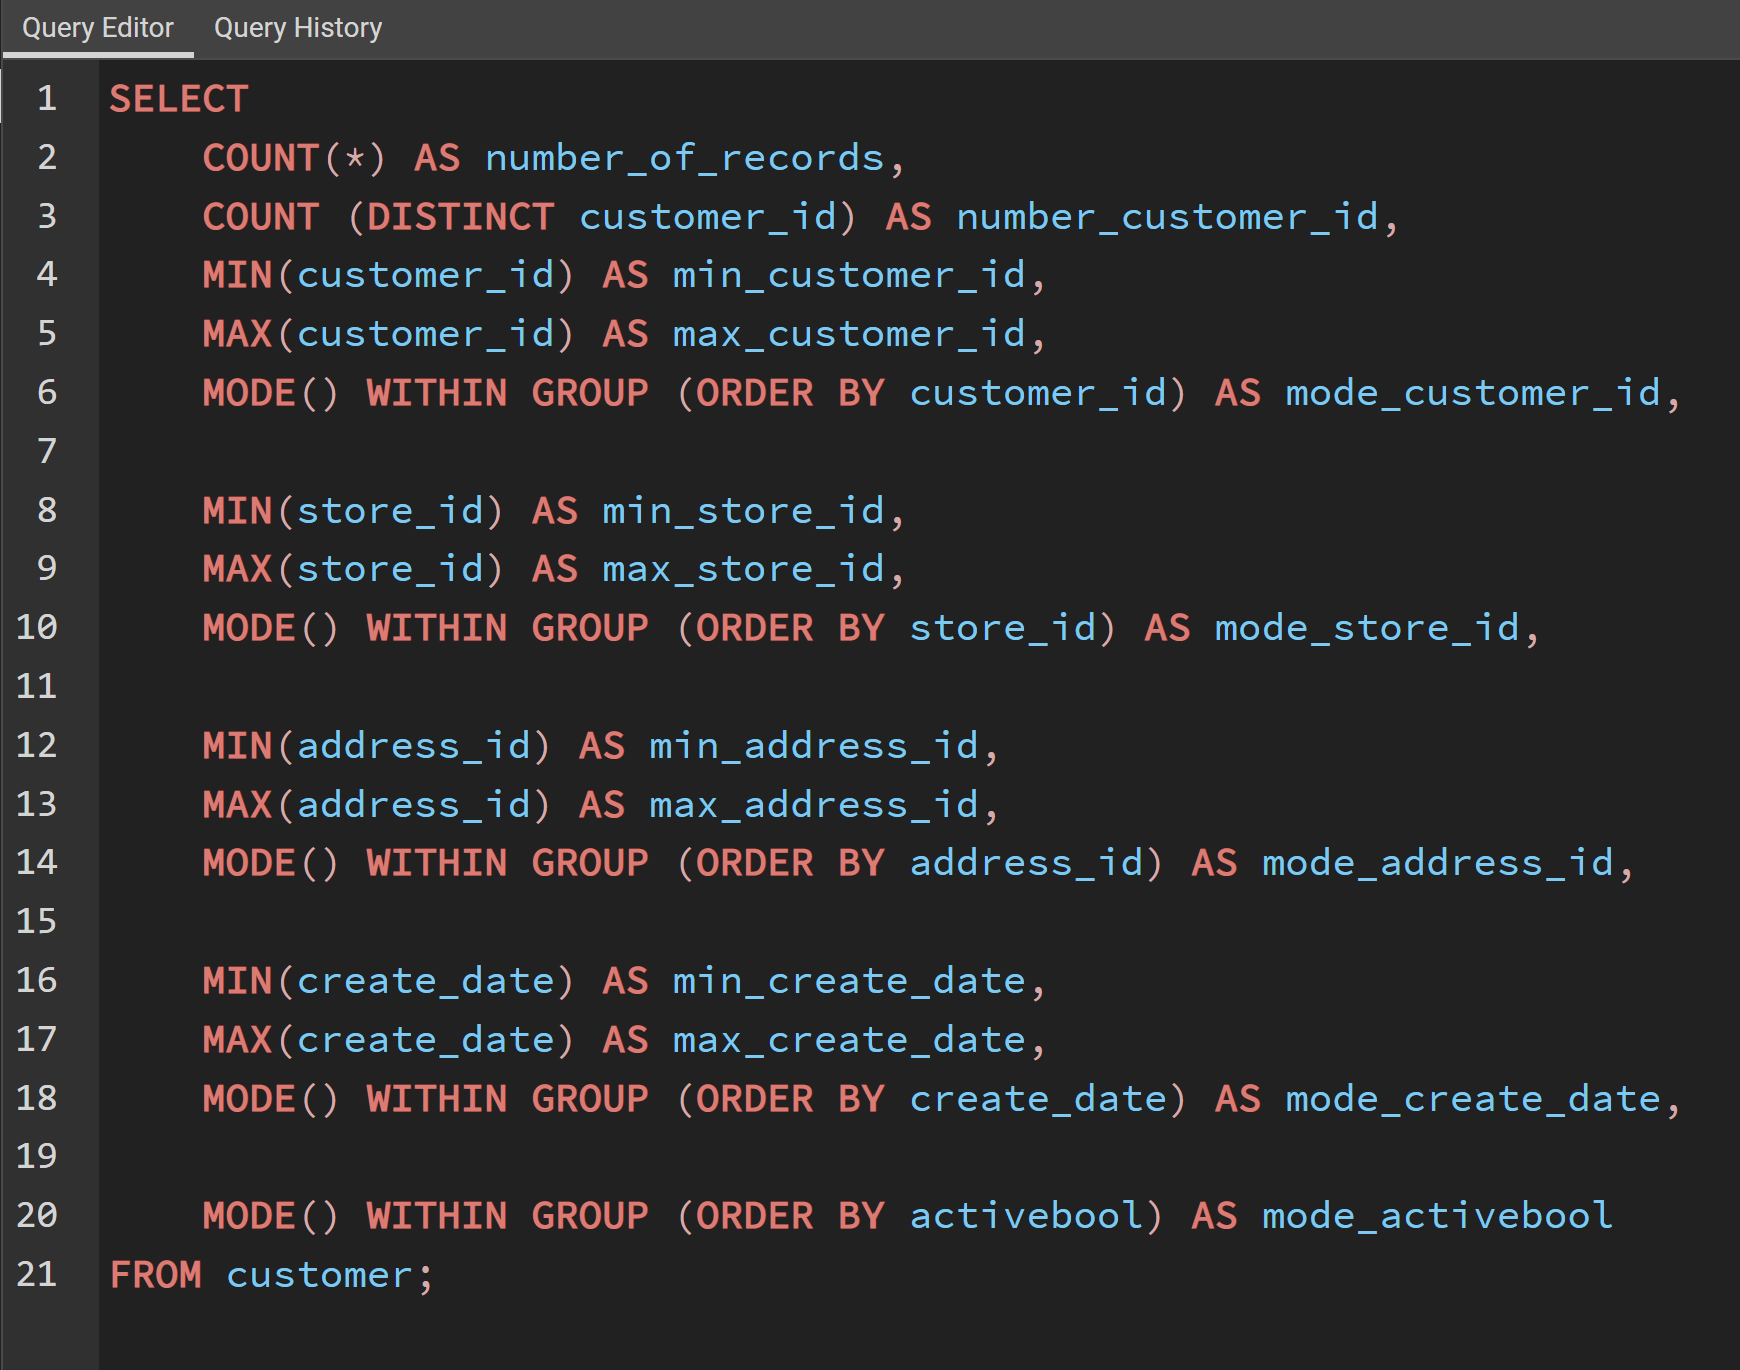 Query Editor Query History
1 SELECT
2 COUNT(*) AS number_of_records,
3 COUNT (DISTINCT customer_id) AS number_customer_id,
4 MIN(customer_id) AS min_customer_id,
5 MAX(customer_id) AS max_customer_id,
6 MODE() WITHIN GROUP (ORDER BY customer_id) AS mode_customer_id,
7
8 MIN(store_id) AS min_store_id,
9 MAX(store_id) AS max_store_id,
10 MODE() WITHIN GROUP (ORDER BY store_id) AS mode_store_id,
11
12 MIN(address_id) AS min_address_id,
13 MAX(address_id) AS max_address_id,
14 MODE() WITHIN GROUP (ORDER BY address_id) AS mode_address_id,
15
16 MIN(create_date) AS min_create_date,
17 MAX(create_date) AS max_create_date,
18 MODE() WITHIN GROUP (ORDER BY create_date) AS mode_create_date,
19
20 MODE() WITHIN GROUP (ORDER BY activebool) AS mode_activebool
21 FROM customer;